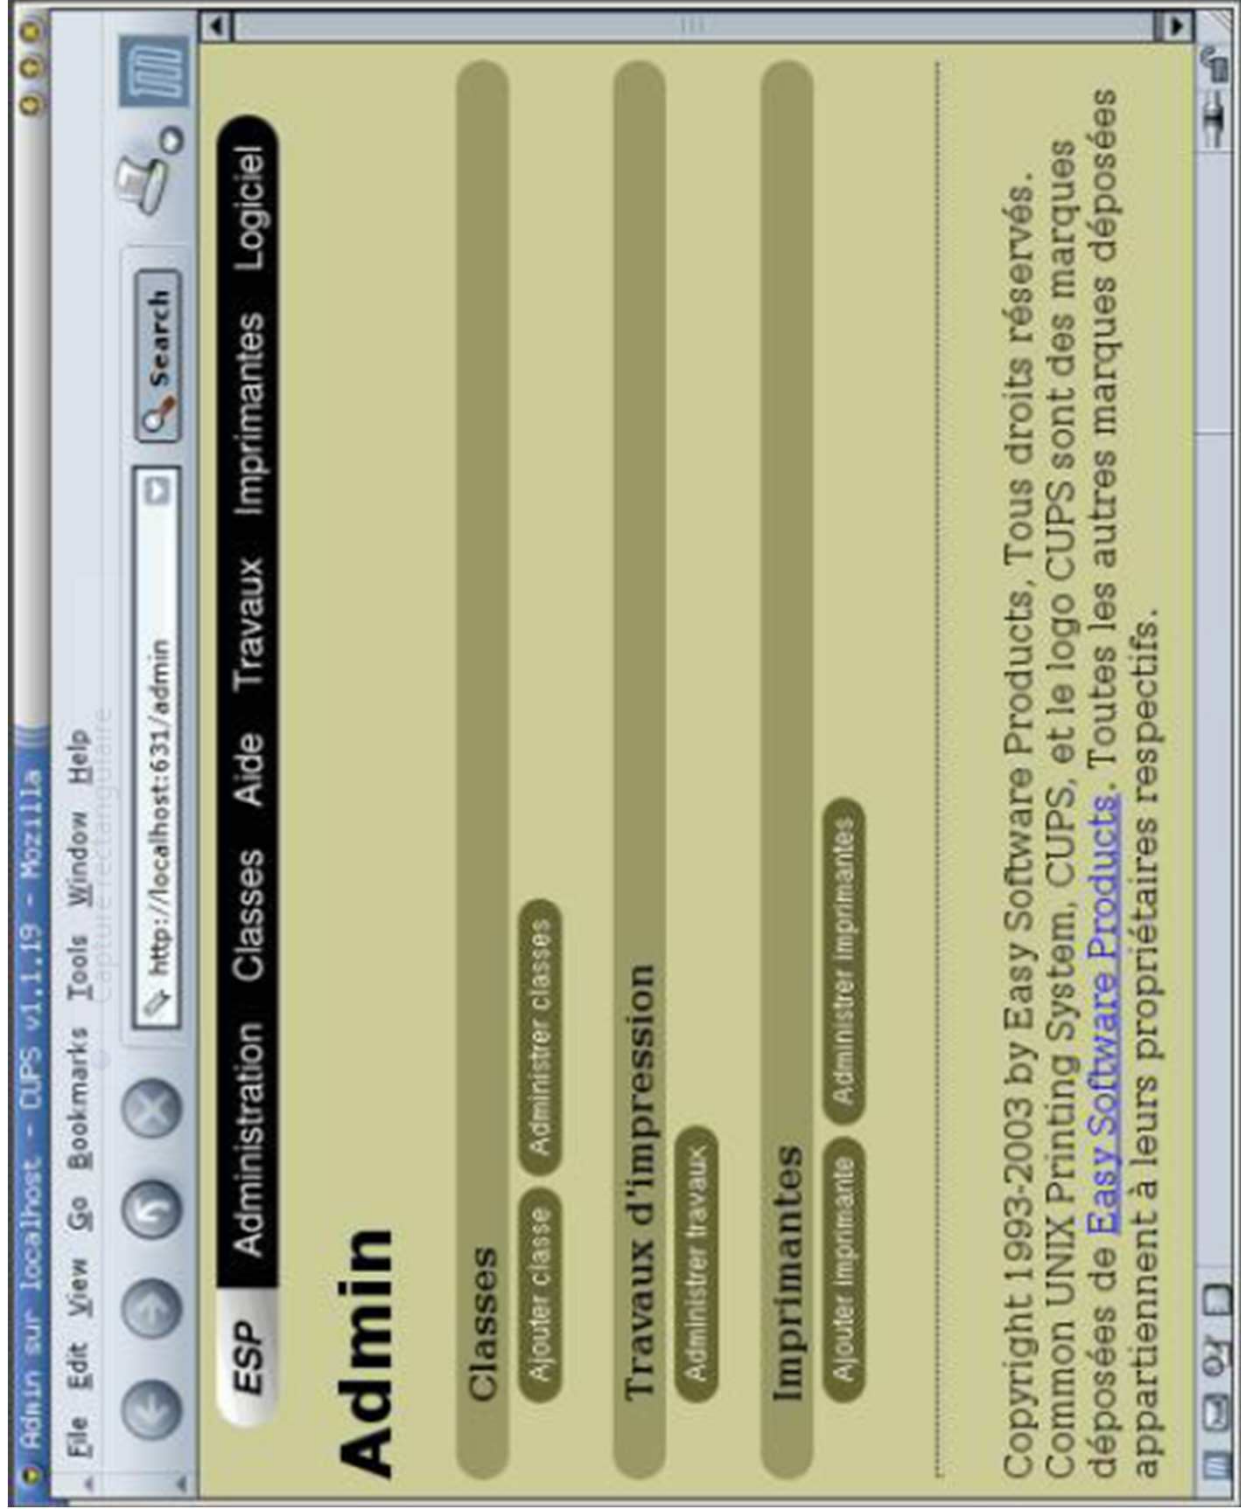 Admin sur localhost - CUPS v1.1.19 - Mozilla
File Edit View Go Bookmarks Tools Window Help
Capture rectangulaire
http://localhost:631/admin
Search
ESP Administration Classes Aide Travaux Imprimantes Logiciel
Admin
Classes
Ajouter classe Administrer classes
Travaux d'impression
Administrer travaux
Imprimantes
Ajouter imprimante Administrer imprimantes
Copyright 1993-2003 by Easy Software Products, Tous droits réservés.
Common UNIX Printing System, CUPS, et le logo CUPS sont des marques
déposées de Easy Software Products. Toutes les autres marques déposées
appartiennent à leurs propriétaires respectifs.